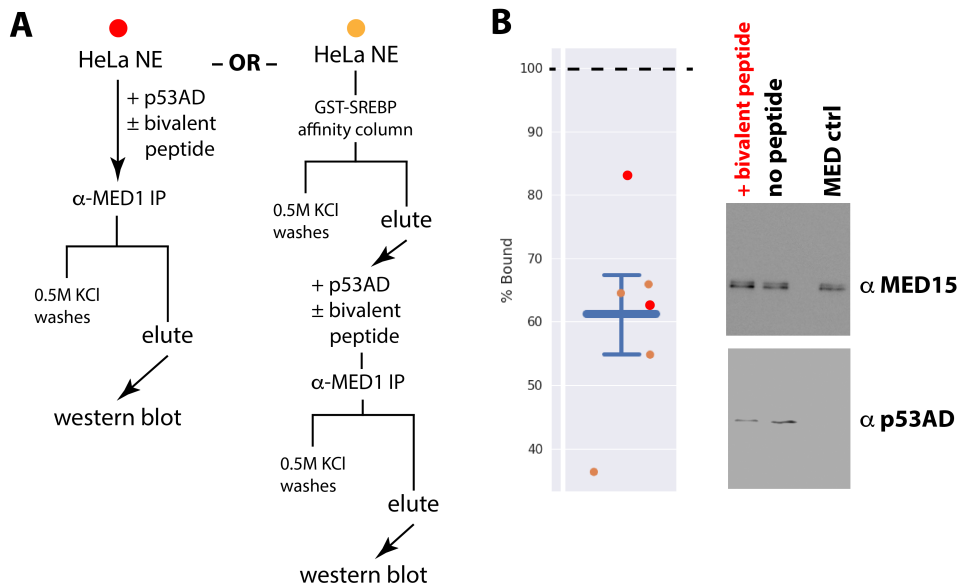 A
HeLa NE
+ p53AD
± bivalent
peptide
α-MED1 IP
0.5M KCl
washes
elute
western blot
– OR –
HeLa NE
GST-SREBP
affinity column
0.5M KCl
washes
elute
+ p53AD
± bivalent
peptide
α-MED1 IP
0.5M KCl
washes
elute
western blot
B
% Bound
100
90
80
70
60
50
40
+ bivalent peptide
no peptide
MED ctrl
α MED15
α p53AD